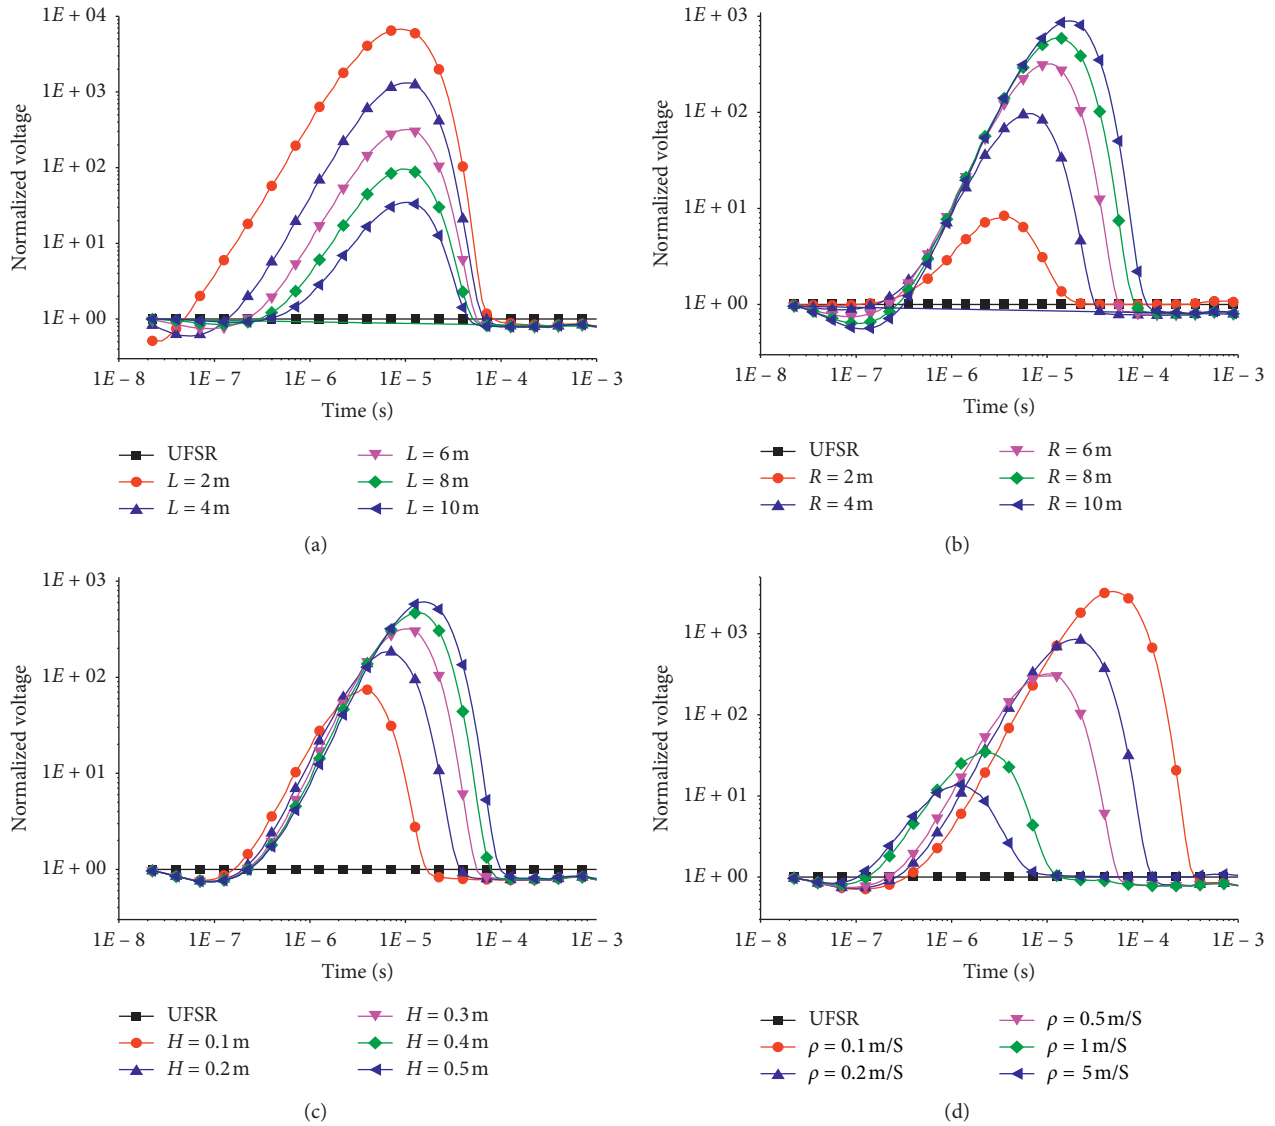 1E + 04
1E + 03
1E + 02
1E + 01
1E + 00
Normalized voltage
1E – 8 1E – 7 1E – 6 1E – 5 1E – 4 1E – 3
Time (s)
UFSR
L = 2 m
L = 4 m
L = 6 m
L = 8 m
L = 10 m
(a)
1E + 03
1E + 02
1E + 01
1E + 00
Normalized voltage
1E – 8 1E – 7 1E – 6 1E – 5 1E – 4 1E – 3
Time (s)
UFSR
R = 2 m
R = 4 m
R = 6 m
R = 8 m
R = 10 m
(b)
1E + 03
1E + 02
1E + 01
1E + 00
Normalized voltage
1E – 8 1E – 7 1E – 6 1E – 5 1E – 4 1E – 3
Time (s)
UFSR
H = 0.1 m
H = 0.2 m
H = 0.3 m
H = 0.4 m
H = 0.5 m
(c)
1E + 03
1E + 02
1E + 01
1E + 00
Normalized voltage
1E – 8 1E – 7 1E – 6 1E – 5 1E – 4 1E – 3
Time (s)
UFSR
ρ = 0.1 m/S
ρ = 0.2 m/S
ρ = 0.5 m/S
ρ = 1 m/S
ρ = 5 m/S
(d)